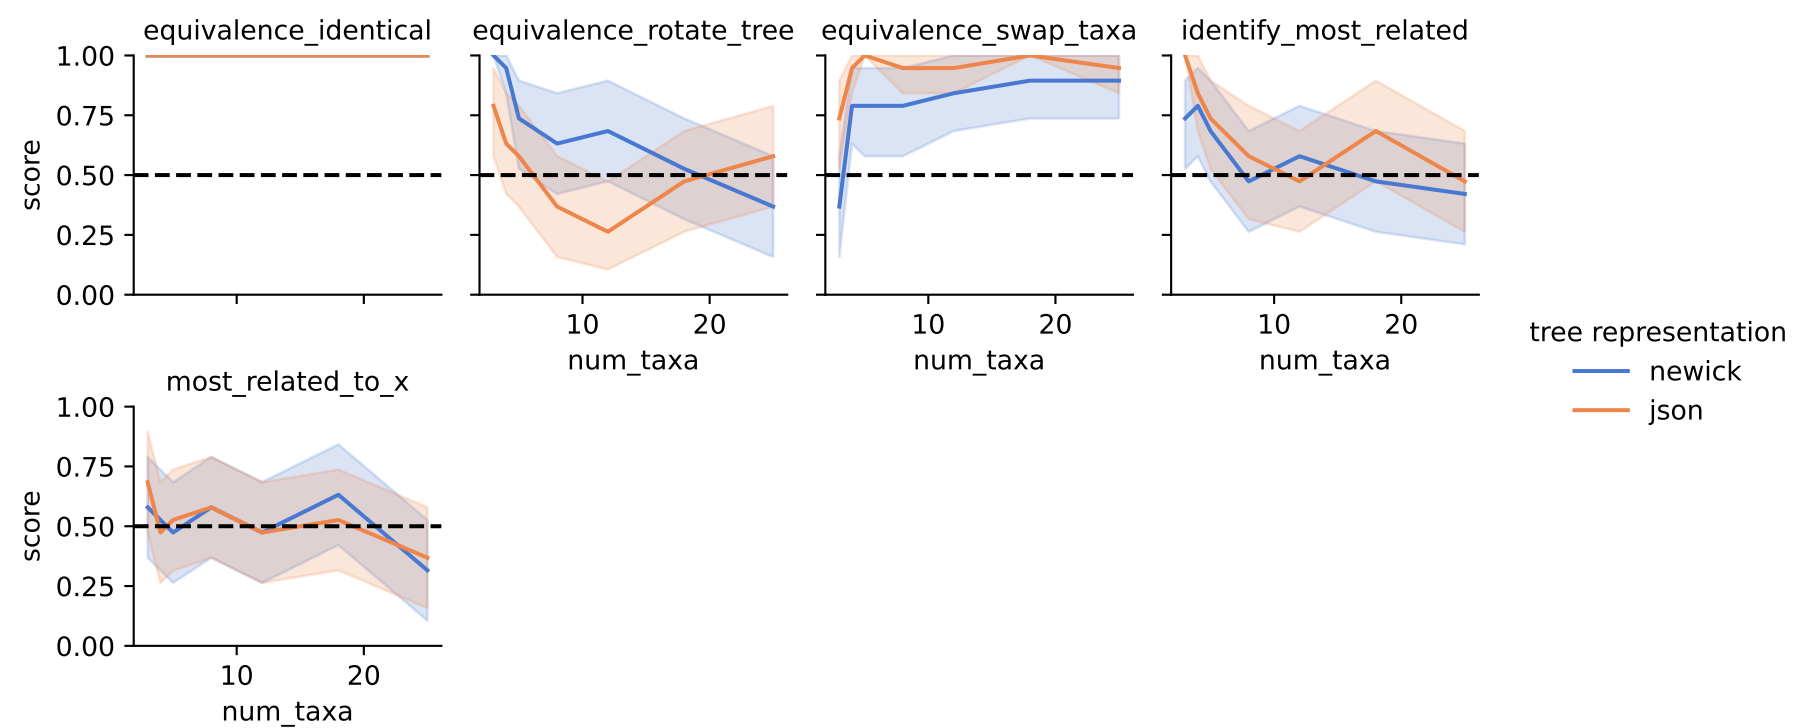 equivalence_identical
equivalence_rotate_tree
equivalence_swap_taxa
identify_most_related
1.00
0.75
0.50
0.25
0.00
score
10
20
num_taxa
10
20
num_taxa
10
20
num_taxa
tree representation
newick
json
most_related_to_x
1.00
0.75
0.50
0.25
0.00
score
10
20
num_taxa